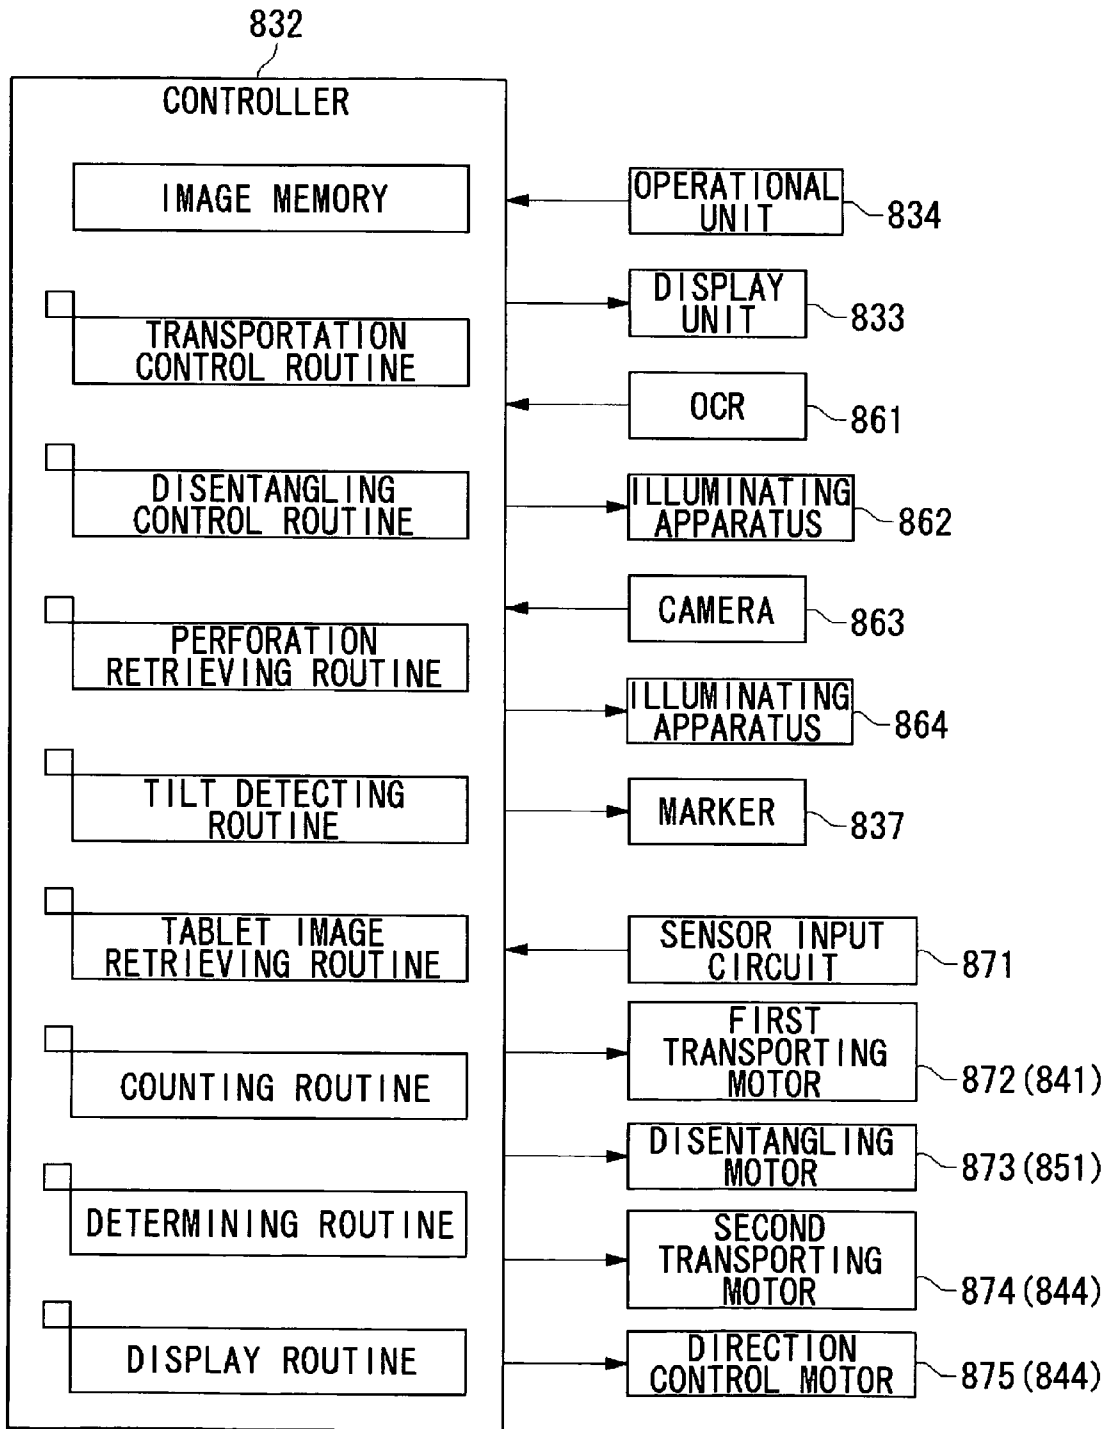 832
CONTROLLER
IMAGE MEMORY
TRANSPORTATION
CONTROL ROUTINE
DISENTANGLING
CONTROL ROUTINE
PERFORATION
RETRIEVING ROUTINE
TILT DETECTING
ROUTINE
TABLET IMAGE
RETRIEVING ROUTINE
COUNTING ROUTINE
DETERMINING ROUTINE
DISPLAY ROUTINE
OPERATIONAL
UNIT
834
DISPLAY
UNIT
833
OCR
861
ILLUMINATING
APPARATUS
862
CAMERA
863
ILLUMINATING
APPARATUS
864
MARKER
837
SENSOR INPUT
CIRCUIT
871
FIRST
TRANSPORTING
MOTOR
872(841)
DISENTANGLING
MOTOR
873(851)
SECOND
TRANSPORTING
MOTOR
874(844)
DIRECTION
CONTROL MOTOR
875(844)